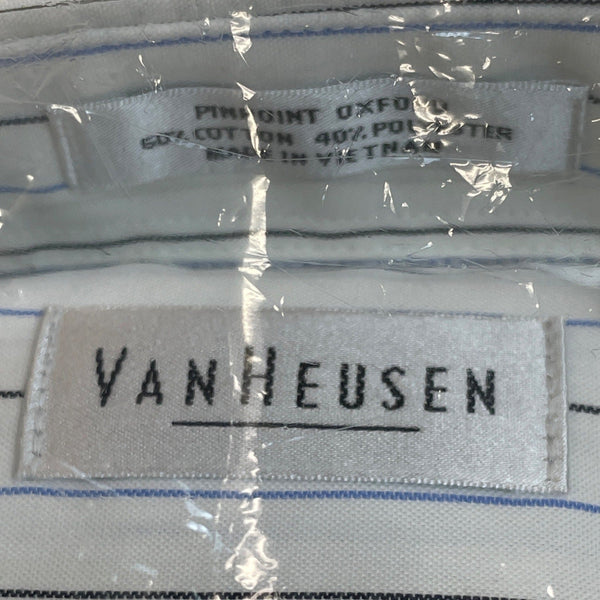 PINPOINT OXFORD
60% COTTON 40% POLYESTER
MADE IN VIETNAM
VAN HEUSEN